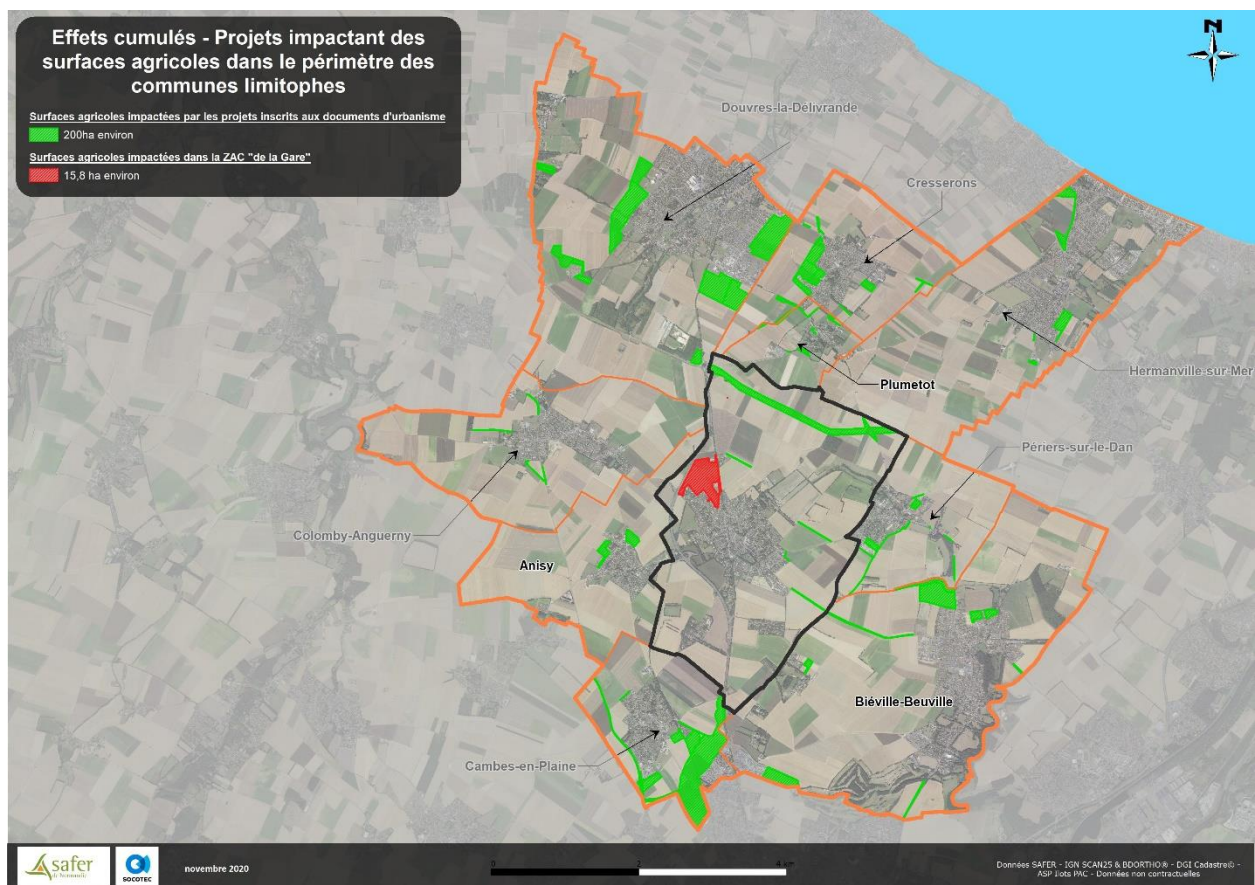 Effets cumulés - Projets impactant des
surfaces agricoles dans le périmètre des
communes limitophes
Surfaces agricoles impactées par les projets inscrits aux documents d'urbanisme
200ha environ
Surfaces agricoles impactées dans la ZAC "de la Gare"
15,8 ha environ
N
Douvres-la-Délivrande
Cresserons
Hermanville-sur-Mer
Plumetot
Périers-sur-le-Dan
Colomby-Anguerny
Anisy
Biéville-Beuville
Cambes-en-Plaine
safer
de Normandie
SOCOTEC
novembre 2020
0 2 4 km
Données SAFER - IGN SCAN25 & BDORTHO® - DGI Cadastre© -
ASP Ilots PAC - Données non contractuelles